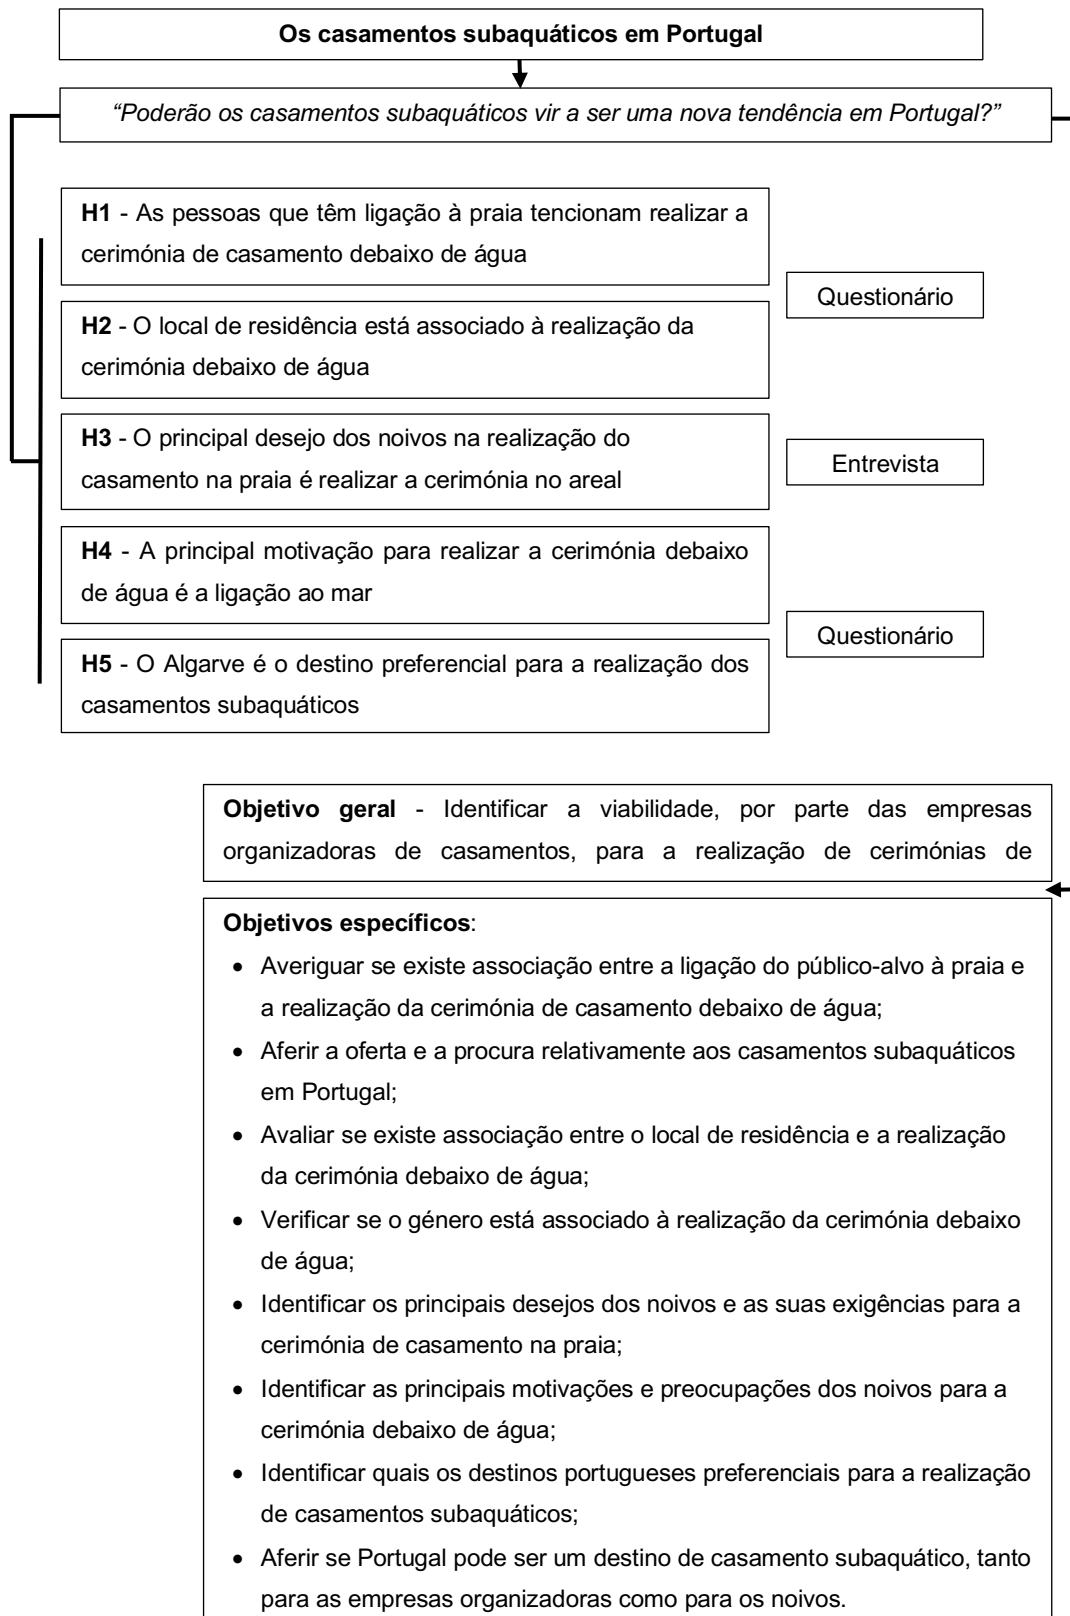 Os casamentos subaquáticos em Portugal
“Poderão os casamentos subaquáticos vir a ser uma nova tendência em Portugal?”
H1 - As pessoas que têm ligação à praia tencionam realizar a
cerimónia de casamento debaixo de água
Questionário
H2 - O local de residência está associado à realização da
cerimónia debaixo de água
H3 - O principal desejo dos noivos na realização do
casamento na praia é realizar a cerimónia no areal
Entrevista
H4 - A principal motivação para realizar a cerimónia debaixo
de água é a ligação ao mar
Questionário
H5 - O Algarve é o destino preferencial para a realização dos
casamentos subaquáticos
Objetivo geral - Identificar a viabilidade, por parte das empresas
organizadoras de casamentos, para a realização de cerimónias de
Objetivos específicos:
• Averiguar se existe associação entre a ligação do público-alvo à praia e
a realização da cerimónia de casamento debaixo de água;
• Aferir a oferta e a procura relativamente aos casamentos subaquáticos
em Portugal;
• Avaliar se existe associação entre o local de residência e a realização
da cerimónia debaixo de água;
• Verificar se o género está associado à realização da cerimónia debaixo
de água;
• Identificar os principais desejos dos noivos e as suas exigências para a
cerimónia de casamento na praia;
• Identificar as principais motivações e preocupações dos noivos para a
cerimónia debaixo de água;
• Identificar quais os destinos portugueses preferenciais para a realização
de casamentos subaquáticos;
• Aferir se Portugal pode ser um destino de casamento subaquático, tanto
para as empresas organizadoras como para os noivos.